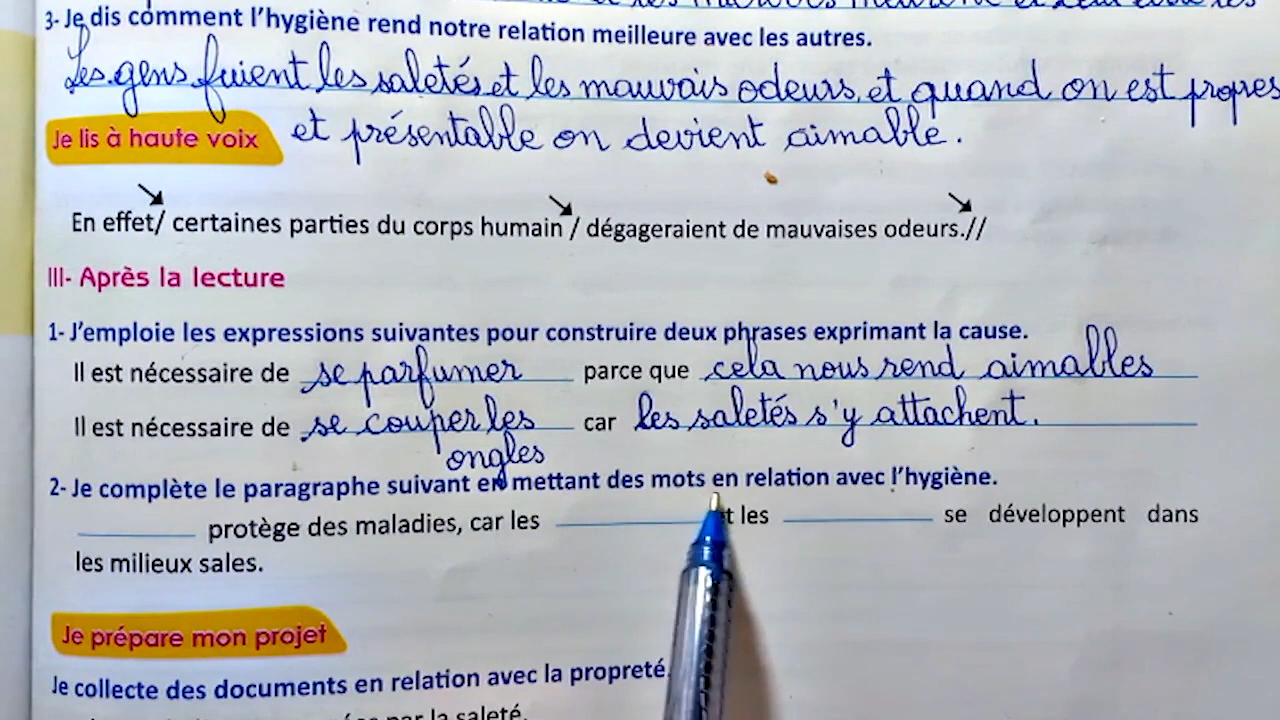 3- Je dis comment l'hygiène rend notre relation meilleure avec les autres.
Les gens fuient les saletés et les mauvais odeurs, et quand on est propres
Je lis à haute voix et présentable on devient aimable.
En effet/ certaines parties du corps humain / dégageraient de mauvaises odeurs.//
III- Après la lecture
1- J'emploie les expressions suivantes pour construire deux phrases exprimant la cause.
Il est nécessaire de se parfumer parce que cela nous rend aimables
Il est nécessaire de se couper les car les saletés s'y attachent.
ongles
2- Je complète le paragraphe suivant en mettant des mots en relation avec l'hygiène.
protège des maladies, car les et les se développent dans
les milieux sales.
Je prépare mon projet
Je collecte des documents en relation avec la propreté.
par la saleté.